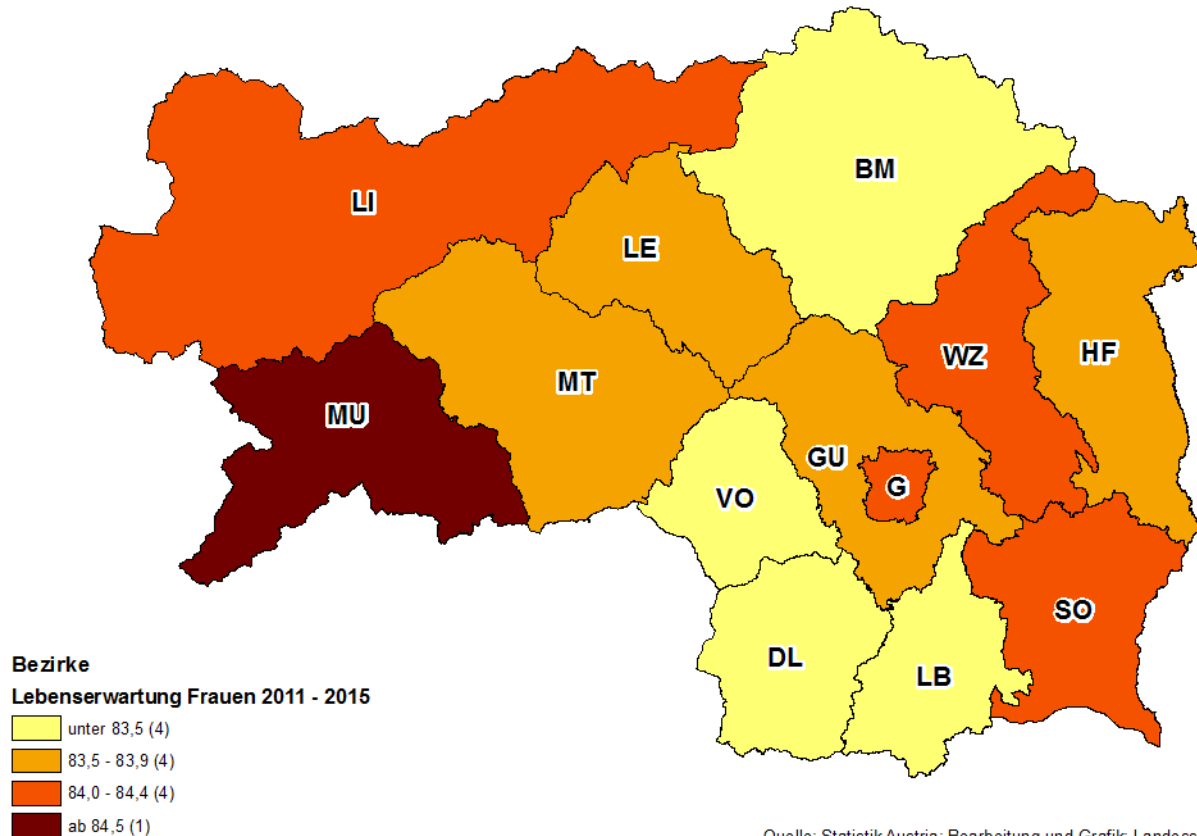 BM
LI
LE
WZ
HF
MT
MU
GU
G
VO
SO
DL
LB
Bezirke
Lebenserwartung Frauen 2011 - 2015
unter 83,5 (4)
83,5 - 83,9 (4)
84,0 - 84,4 (4)
ab 84,5 (1)
Quelle: Statistik Austria; Bearbeitung und Grafik: